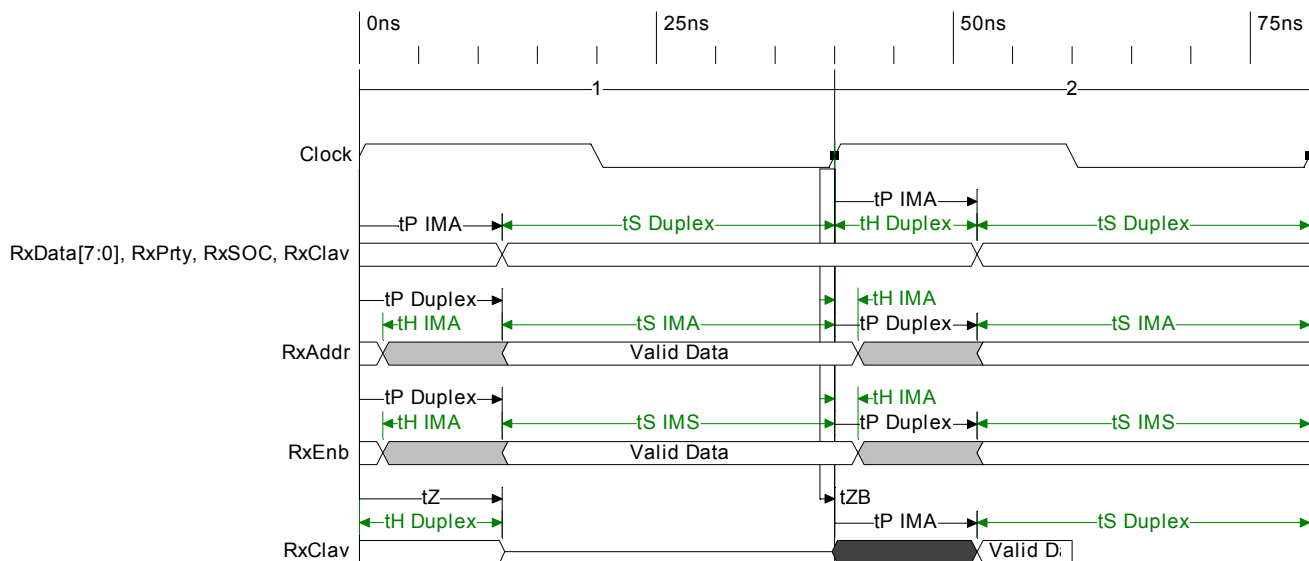 0ns 25ns 50ns 75ns
1 2
Clock
tP IMA
tP IMA tS Duplex tH Duplex tS Duplex
RxData[7:0], RxPrty, RxSOC, RxClav
tP Duplex tH IMA
tH IMA tS IMA tP Duplex tS IMA
RxAddr Valid Data
tP Duplex tH IMA
tH IMA tS IMS tP Duplex tS IMS
RxEnb Valid Data
tZ tZB
tH Duplex tP IMA tS Duplex
RxClav Valid